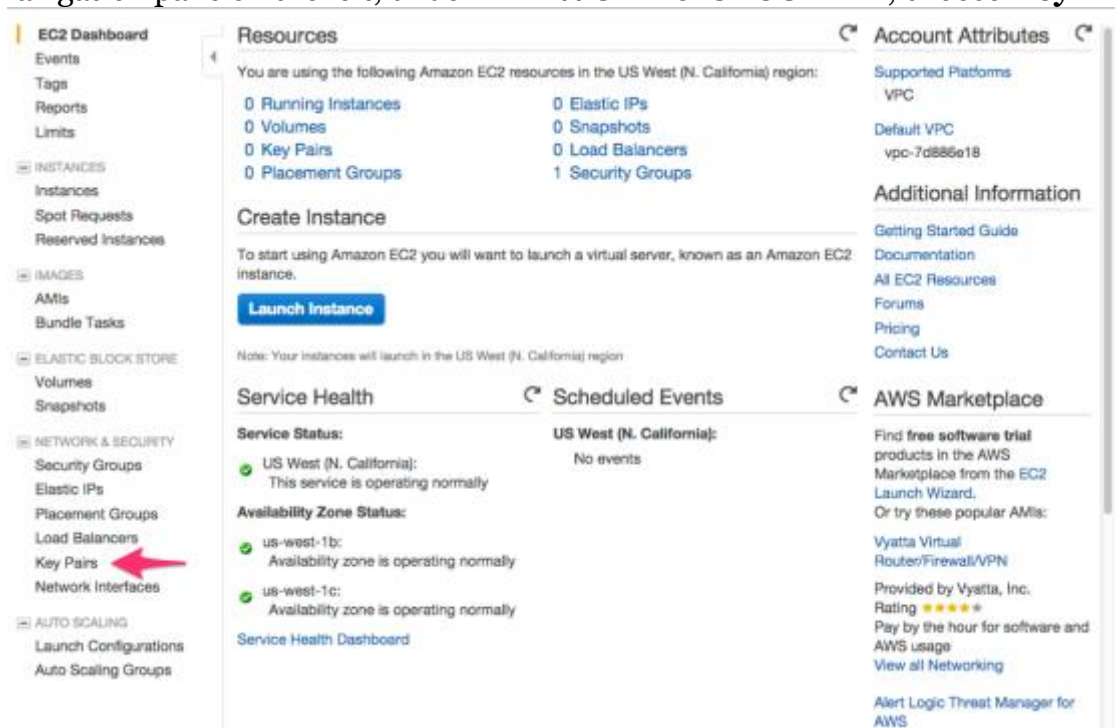 EC2 Dashboard
Events
Tags
Reports
Limits
INSTANCES
Instances
Spot Requests
Reserved Instances
IMAGES
AMIs
Bundle Tasks
ELASTIC BLOCK STORE
Volumes
Snapshots
NETWORK & SECURITY
Security Groups
Elastic IPs
Placement Groups
Load Balancers
Key Pairs
Network Interfaces
AUTO SCALING
Launch Configurations
Auto Scaling Groups
Resources
You are using the following Amazon EC2 resources in the US West (N. California) region:
0 Running Instances
0 Elastic IPs
0 Volumes
0 Snapshots
0 Key Pairs
0 Load Balancers
0 Placement Groups
1 Security Groups
Create Instance
To start using Amazon EC2 you will want to launch a virtual server, known as an Amazon EC2
instance.
Launch Instance
Note: Your instances will launch in the US West (N. California) region
Service Health
Service Status:
US West (N. California):
This service is operating normally
Availability Zone Status:
us-west-1b:
Availability zone is operating normally
us-west-1c:
Availability zone is operating normally
Service Health Dashboard
Scheduled Events
US West (N. California):
No events
Account Attributes
Supported Platforms
VPC
Default VPC
vpc-7d886e18
Additional Information
Getting Started Guide
Documentation
All EC2 Resources
Forums
Pricing
Contact Us
AWS Marketplace
Find free software trial
products in the AWS
Marketplace from the EC2
Launch Wizard.
Or try these popular AMIs:
Vyatta Virtual
Router/Firewall/VPN
Provided by Vyatta, Inc.
Rating
Pay by the hour for software and
AWS usage
View all Networking
Alert Logic Threat Manager for
AWS